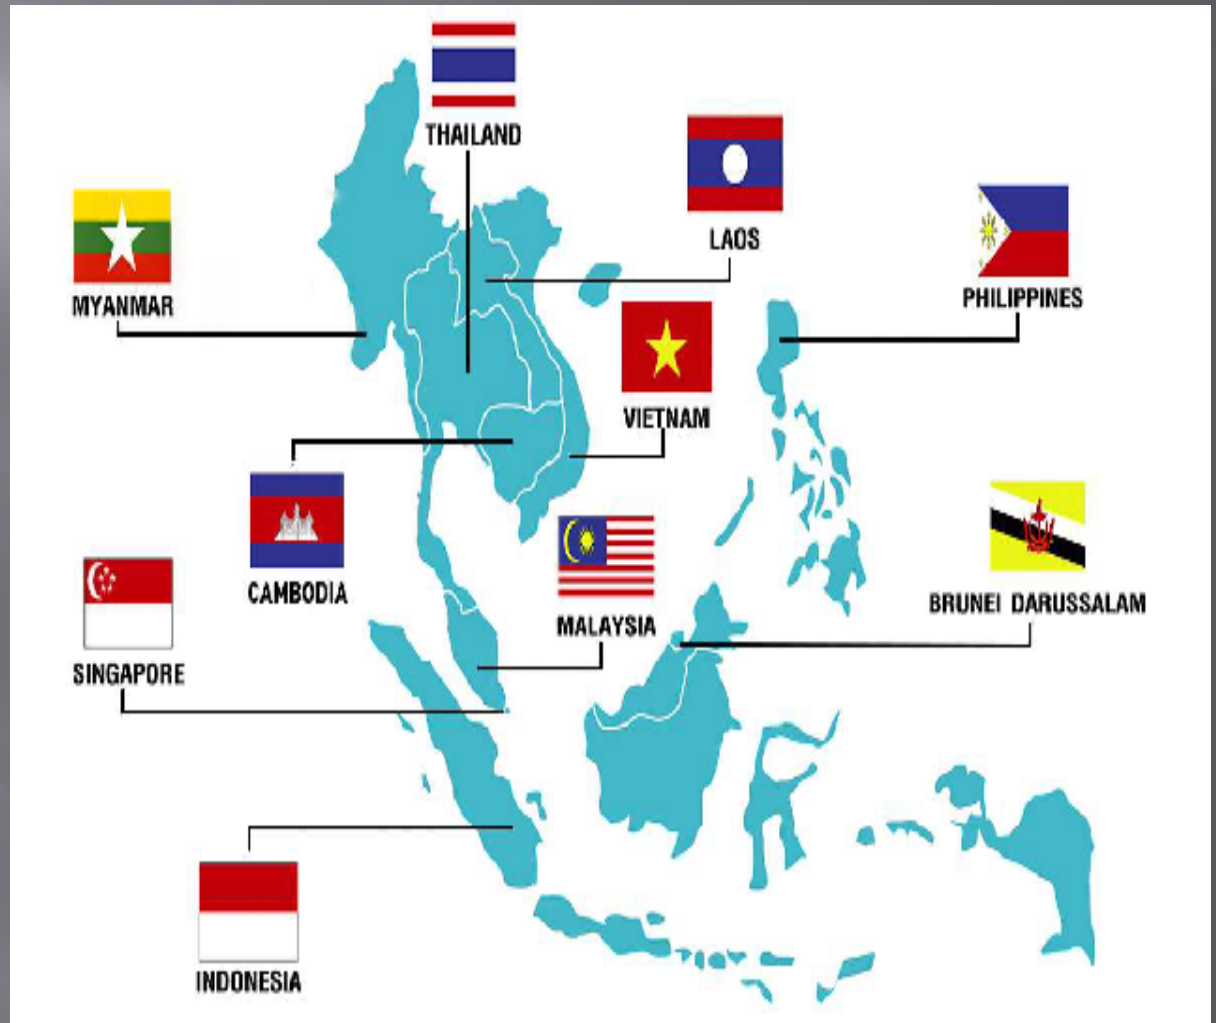 THAILAND
LAOS
MYANMAR
PHILIPPINES
VIETNAM
CAMBODIA
MALAYSIA
BRUNEI DARUSSALAM
SINGAPORE
INDONESIA